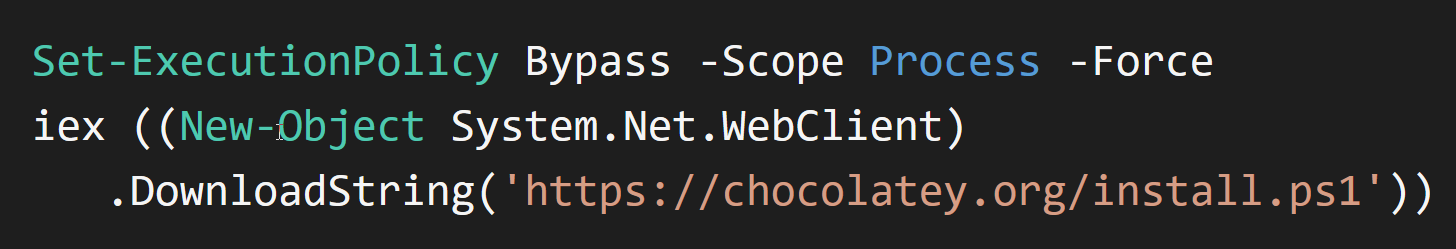 Set-ExecutionPolicy Bypass -Scope Process -Force
iex ((New-Object System.Net.WebClient)
.DownloadString('https://chocolatey.org/install.ps1'))